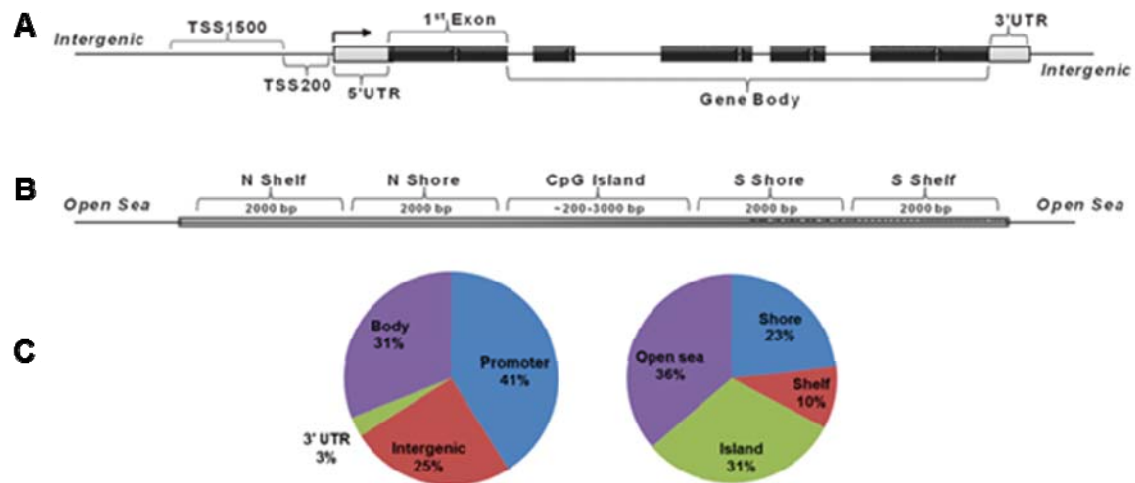 A
Intergenic
TSS1500
TSS200
5'UTR
1st Exon
Gene Body
3'UTR
Intergenic
B
Open Sea
N Shelf
2000 bp
N Shore
2000 bp
CpG Island
~200-3000 bp
S Shore
2000 bp
S Shelf
2000 bp
Open Sea
C
Body
31%
Promoter
41%
3' UTR
3%
Intergenic
25%
Open sea
36%
Shore
23%
Shelf
10%
Island
31%